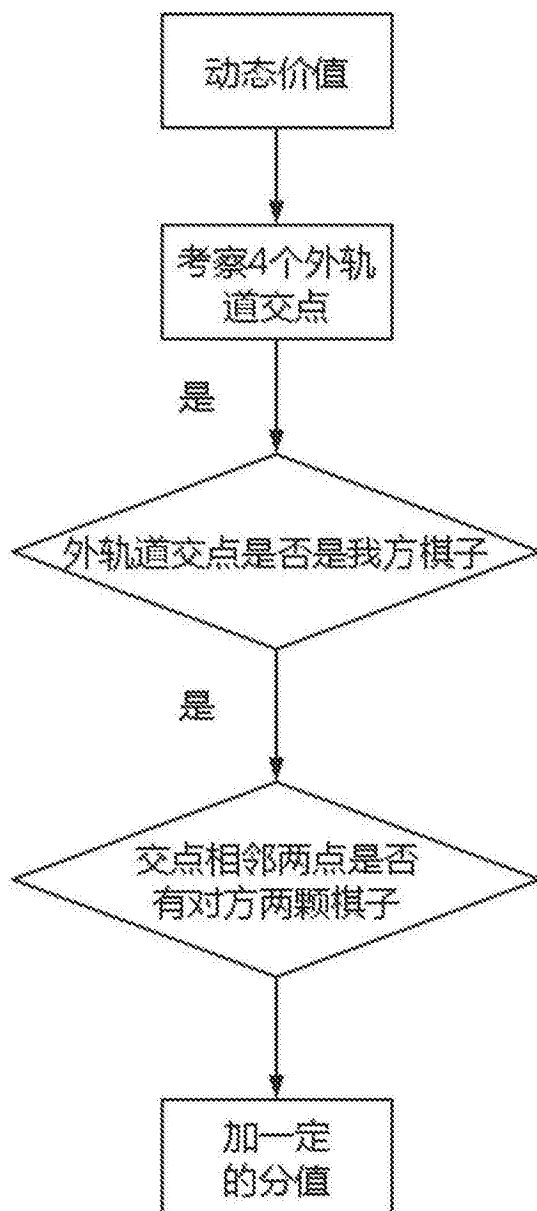 动态价值
考察4个外轨
道交点
是
外轨道交点是否是我方棋子
是
交点相邻两点是否
有对方两颗棋子
加一定
的分值